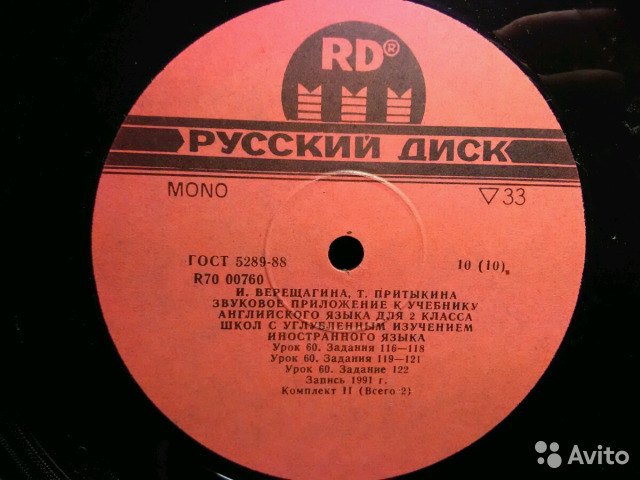 RD®
РУССКИЙ ДИСК
MONO ▽ 33
ГОСТ 5289-88 10 (10)
R70 00760
И. ВЕРЕЩАГИНА, Т. ПРИТЫКИНА
ЗВУКОВОЕ ПРИЛОЖЕНИЕ К УЧЕБНИКУ
АНГЛИЙСКОГО ЯЗЫКА ДЛЯ 2 КЛАССА
ШКОЛ С УГЛУБЛЕННЫМ ИЗУЧЕНИЕМ
ИНОСТРАННОГО ЯЗЫКА
Урок 60. Задания 116—118
Урок 60. Задания 119—121
Урок 60. Задание 122
Запись 1991 г.
Комплект II (Всего 2)
Avito